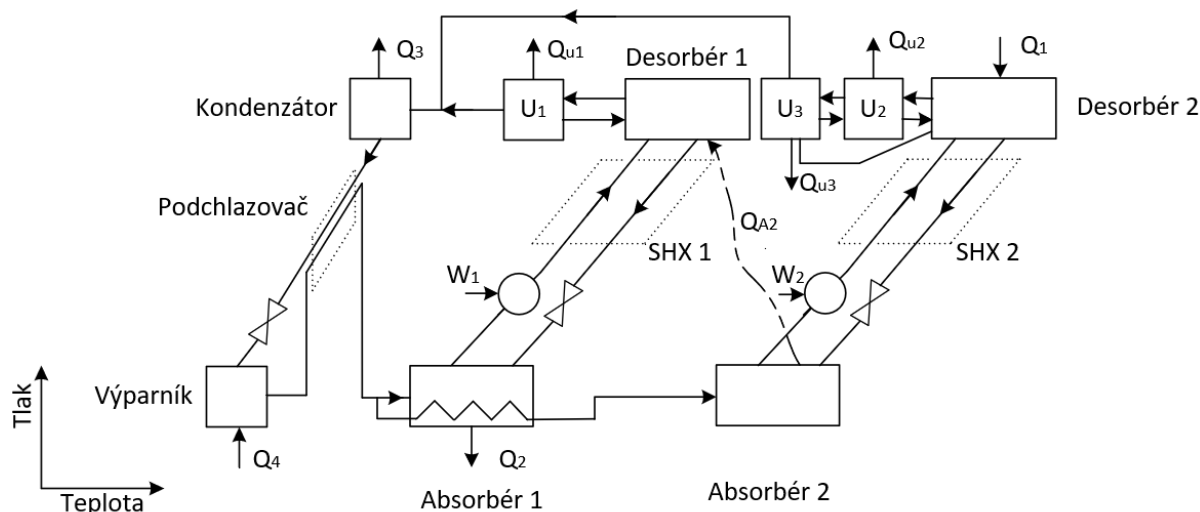 Q3
Qu1
Desorbér 1
Qu2
Q1
Kondenzátor
U1
U3
U2
Desorbér 2
Qu3
Podchlazovač
QA2
SHX 1
SHX 2
W1
W2
Výparník
Tlak
Q4
Q2
Teplota
Absorbér 1
Absorbér 2